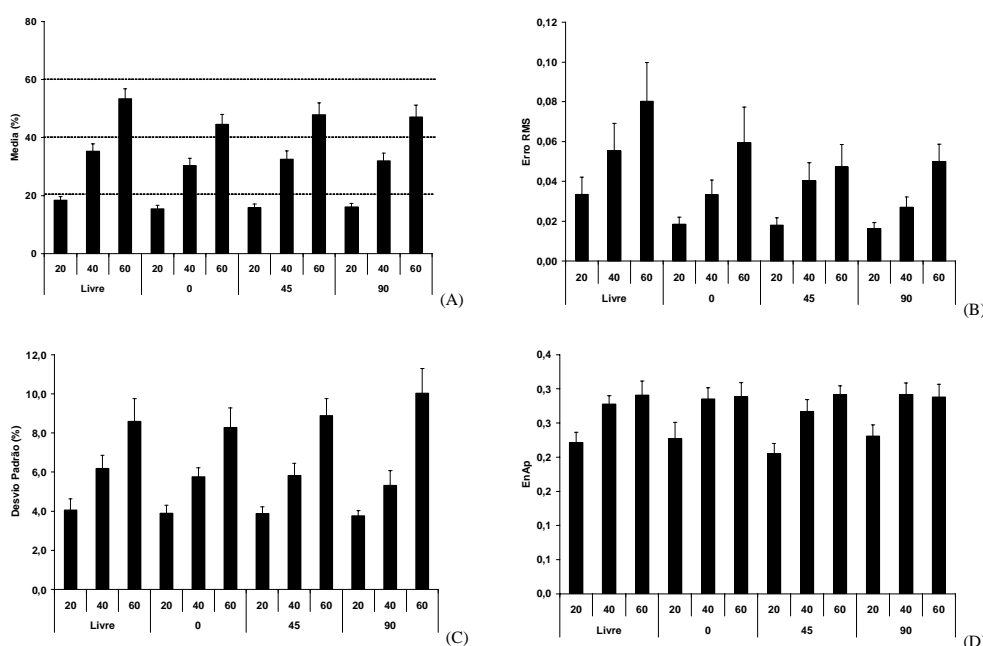 80
60
40
20
0
Media (%)
20 40 60 20 40 60 20 40 60 20 40 60
Livre 0 45 90
(A)
0,12
0,10
0,08
0,06
0,04
0,02
0,00
Erro RMS
20 40 60 20 40 60 20 40 60 20 40 60
Livre 0 45 90
(B)
12,0
10,0
8,0
6,0
4,0
2,0
0,0
Desvio Padrão (%)
20 40 60 20 40 60 20 40 60 20 40 60
Livre 0 45 90
(C)
0,4
0,3
0,3
0,2
0,2
0,1
0,1
0,0
EnAp
20 40 60 20 40 60 20 40 60 20 40 60
Livre 0 45 90
(D)